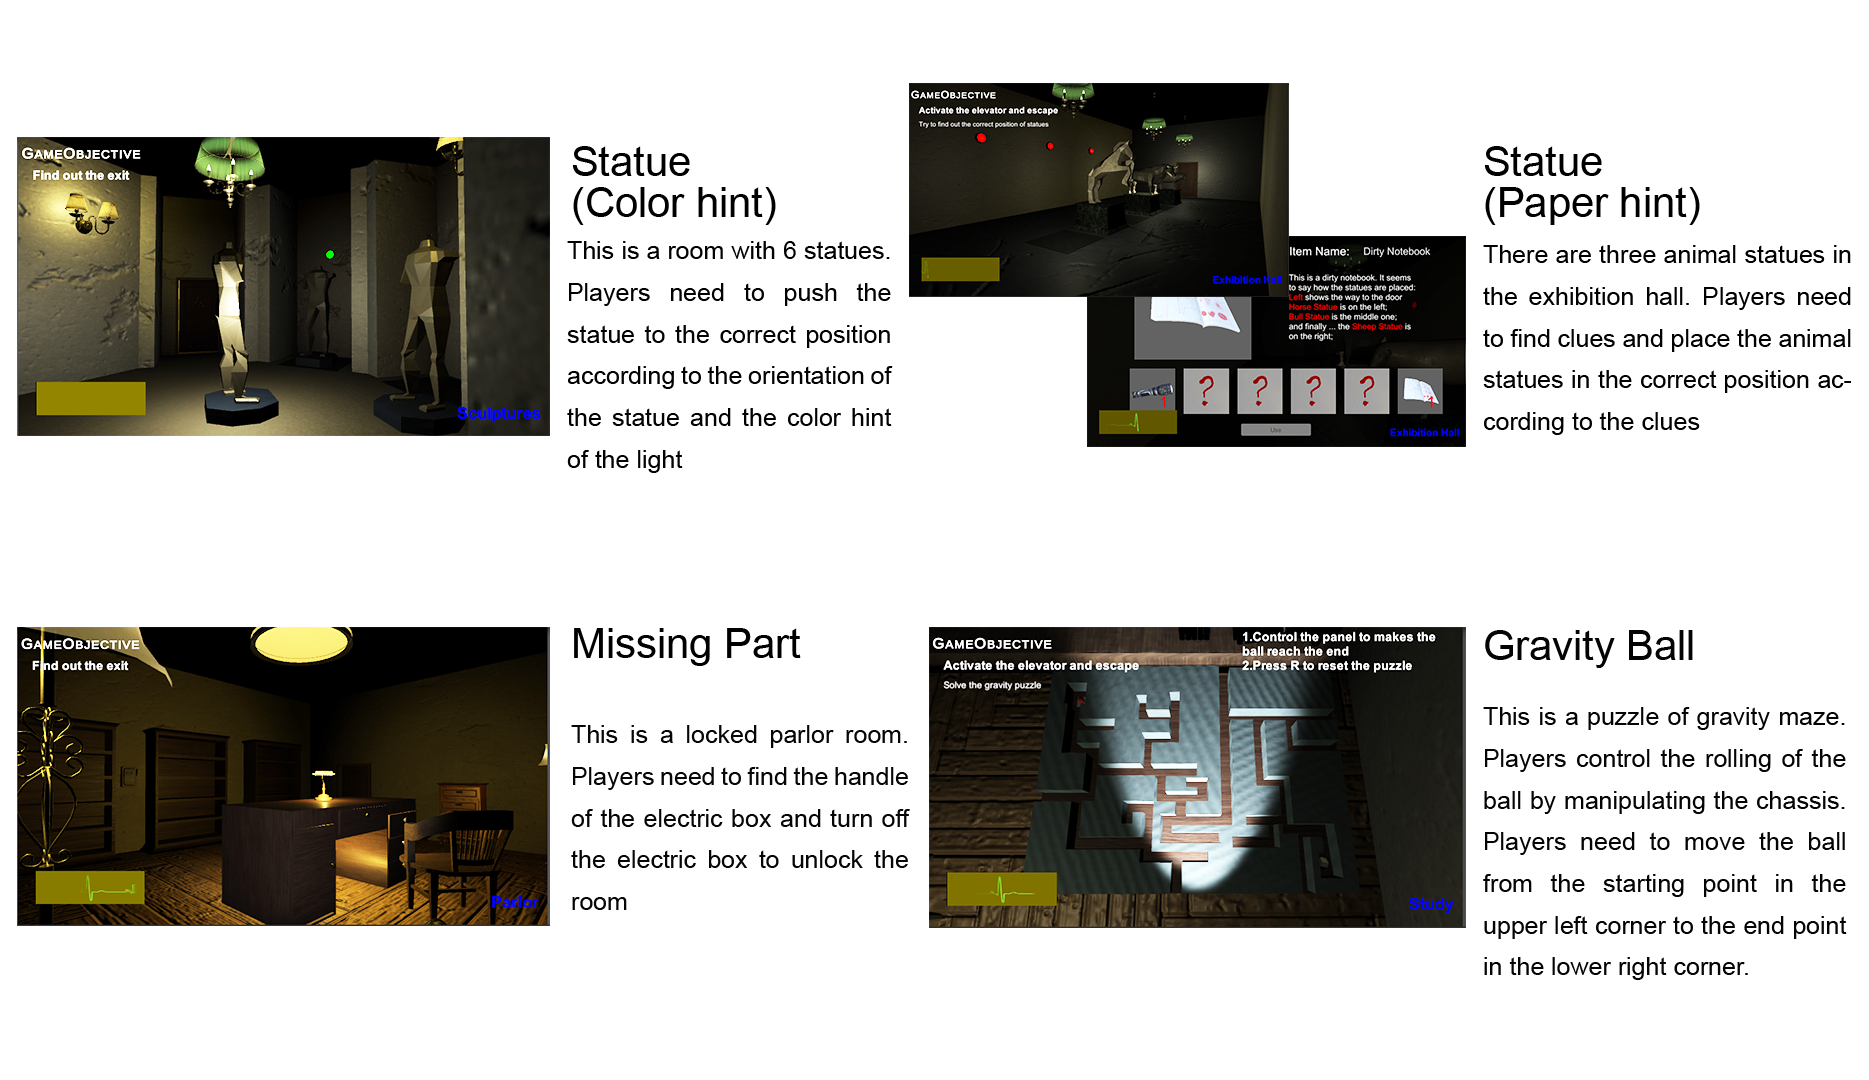 GAMEOBJECTIVE
Find out the exit
Sculptures
Statue
(Color hint)
This is a room with 6 statues.
Players need to push the
statue to the correct position
according to the orientation of
the statue and the color hint
of the light
GAMEOBJECTIVE
Activate the elevator and escape
Try to find out the correct position of statues
Exhibition Hall
Item Name: Dirty Notebook
This is a dirty notebook. It seems
to say how the statues are placed:
Left shows the way to the door
Horse Statue is on the left;
Bull Statue is the middle one;
and finally ... the Sheep Statue is
on the right;
1 ? ? ? ? 1
Use
Exhibition Hall
Statue
(Paper hint)
There are three animal statues in
the exhibition hall. Players need
to find clues and place the animal
statues in the correct position ac-
cording to the clues
GAMEOBJECTIVE
Find out the exit
Parlor
Missing Part
This is a locked parlor room.
Players need to find the handle
of the electric box and turn off
the electric box to unlock the
room
GAMEOBJECTIVE
Activate the elevator and escape
Solve the gravity puzzle
1.Control the panel to makes the
ball reach the end
2.Press R to reset the puzzle
Study
Gravity Ball
This is a puzzle of gravity maze.
Players control the rolling of the
ball by manipulating the chassis.
Players need to move the ball
from the starting point in the
upper left corner to the end point
in the lower right corner.